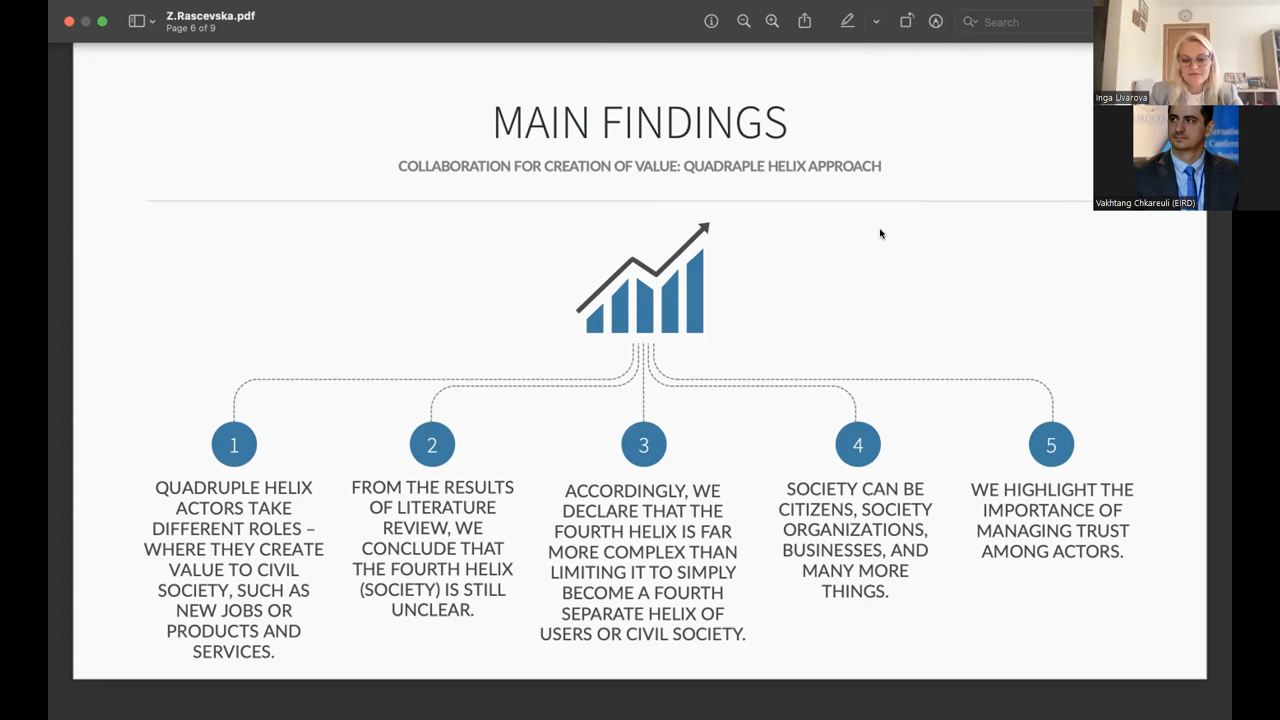 Z.Rascevska.pdf
Page 6 of 9
Search
Inga Uvarova
Vakhtang Chkareuli (EIRD)
MAIN FINDINGS
COLLABORATION FOR CREATION OF VALUE: QUADRAPLE HELIX APPROACH
1
QUADRUPLE HELIX
ACTORS TAKE
DIFFERENT ROLES –
WHERE THEY CREATE
VALUE TO CIVIL
SOCIETY, SUCH AS
NEW JOBS OR
PRODUCTS AND
SERVICES.
2
FROM THE RESULTS
OF LITERATURE
REVIEW, WE
CONCLUDE THAT
THE FOURTH HELIX
(SOCIETY) IS STILL
UNCLEAR.
3
ACCORDINGLY, WE
DECLARE THAT THE
FOURTH HELIX IS FAR
MORE COMPLEX THAN
LIMITING IT TO SIMPLY
BECOME A FOURTH
SEPARATE HELIX OF
USERS OR CIVIL SOCIETY.
4
SOCIETY CAN BE
CITIZENS, SOCIETY
ORGANIZATIONS,
BUSINESSES, AND
MANY MORE
THINGS.
5
WE HIGHLIGHT THE
IMPORTANCE OF
MANAGING TRUST
AMONG ACTORS.